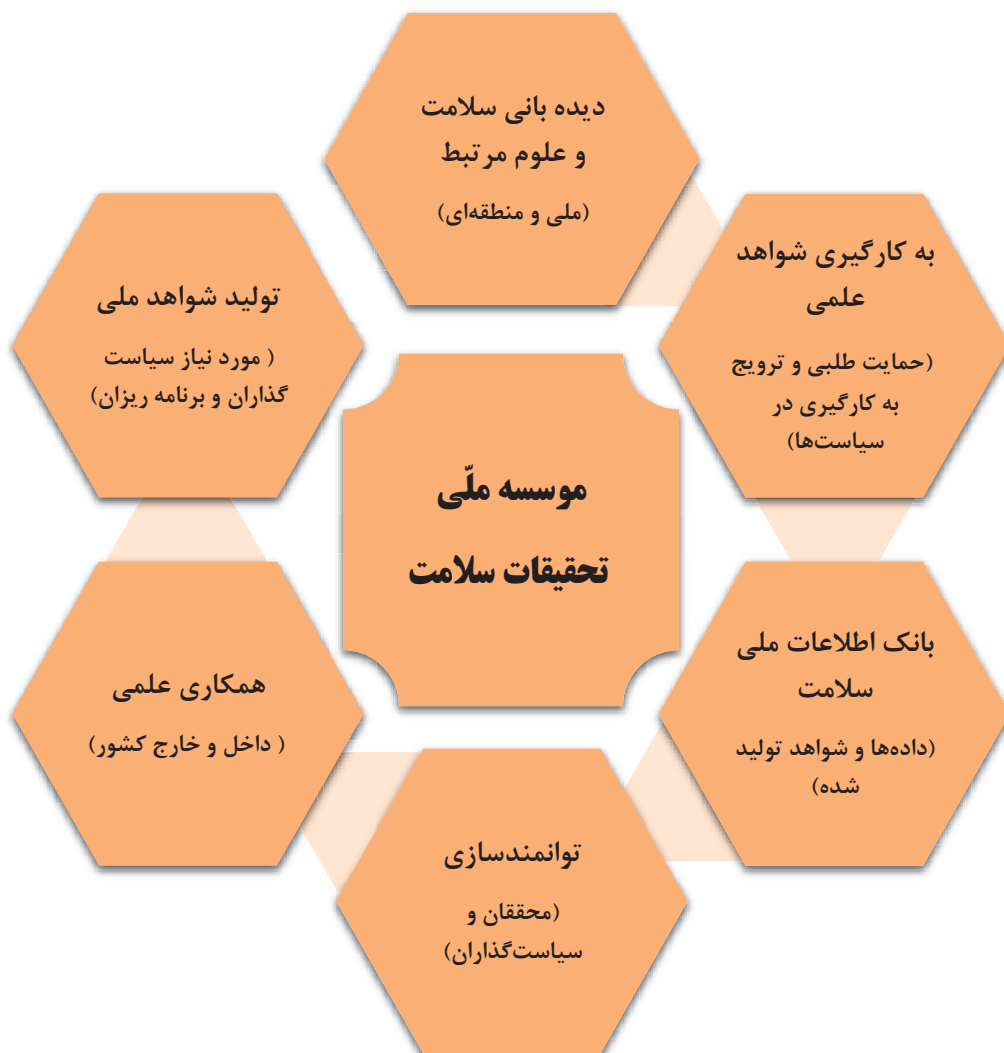 دیده بانی سلامت
و علوم مرتبط
(ملی و منطقه‌ای)
به کارگیری شواهد
علمی
(حمایت طلبی و ترویج
به کارگیری در
سیاست‌ها)
تولید شواهد ملی
( مورد نیاز سیاست
گذاران و برنامه ریزان)
موسسه ملّی
تحقیقات سلامت
بانک اطلاعات ملی
سلامت
(داده‌ها و شواهد تولید
شده)
همکاری علمی
( داخل و خارج کشور)
توانمندسازی
(محققان و
سیاست‌گذاران)